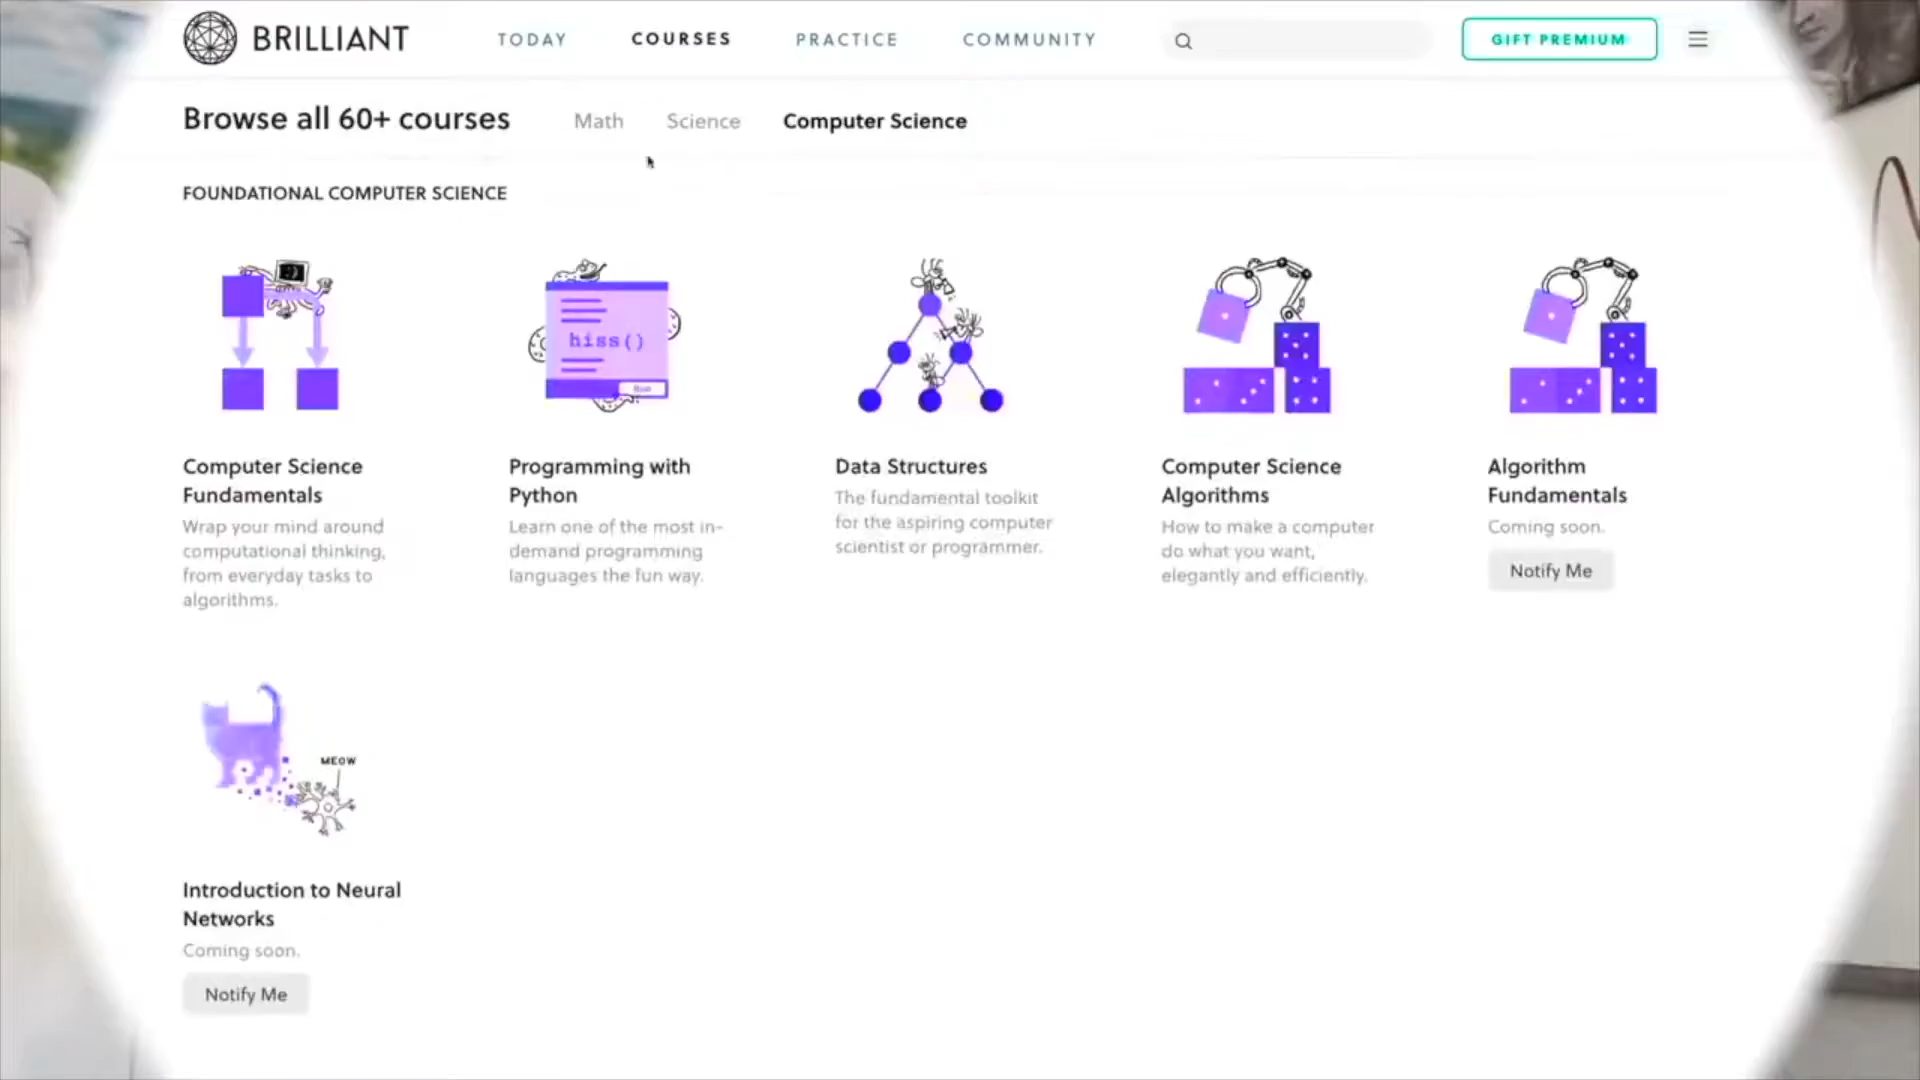 BRILLIANT
TODAY
COURSES
PRACTICE
COMMUNITY
GIFT PREMIUM
Browse all 60+ courses
Math
Science
Computer Science
FOUNDATIONAL COMPUTER SCIENCE
hiss()
Computer Science
Fundamentals
Wrap your mind around
computational thinking,
from everyday tasks to
algorithms.
Programming with
Python
Learn one of the most in-
demand programming
languages the fun way.
Data Structures
The fundamental toolkit
for the aspiring computer
scientist or programmer.
Computer Science
Algorithms
How to make a computer
do what you want,
elegantly and efficiently.
Algorithm
Fundamentals
Coming soon.
Notify Me
MEOW
Introduction to Neural
Networks
Coming soon.
Notify Me